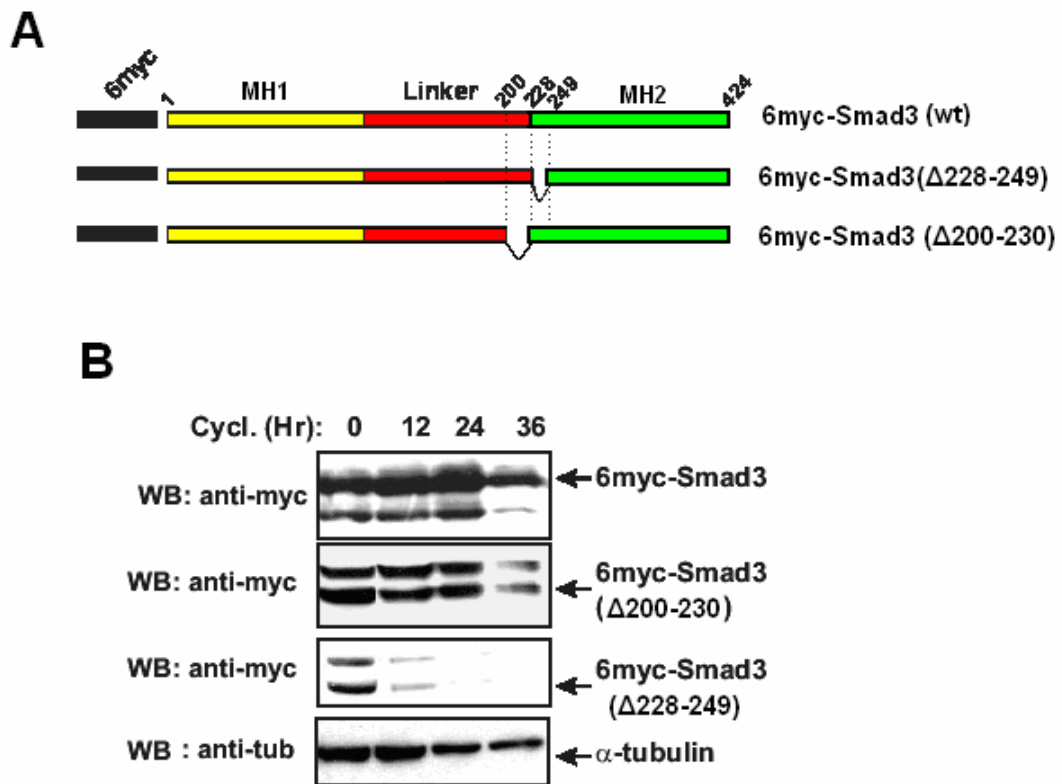 A
6myc 1 MH1 Linker 200 228 249 MH2 424
6myc-Smad3 (wt)
6myc-Smad3(Δ228-249)
6myc-Smad3 (Δ200-230)
B
Cycl. (Hr): 0 12 24 36
WB: anti-myc 6myc-Smad3
WB: anti-myc 6myc-Smad3
(Δ200-230)
WB: anti-myc 6myc-Smad3
(Δ228-249)
WB : anti-tub α-tubulin